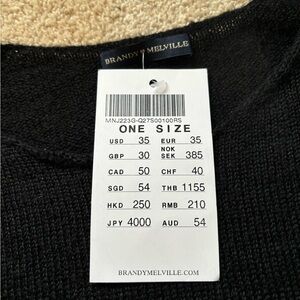 BRANDY MELVILLE
MNJ223G-Q27S00100RS
ONE SIZE
USD 35 EUR 35
GBP 30 NOK SEK 385
CAD 50 CHF 40
SGD 54 THB 1155
HKD 250 RMB 210
JPY 4000 AUD 54
BRANDYMELVILLE.COM